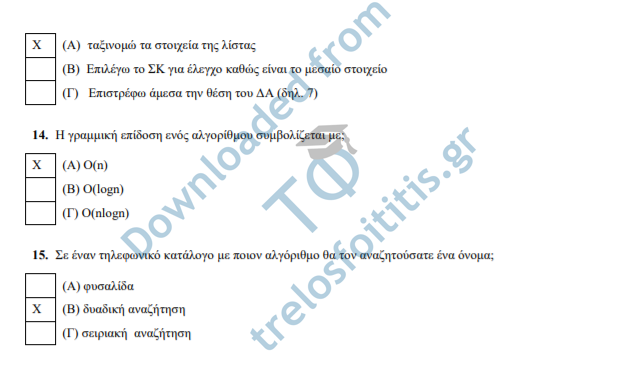 X (Α) ταξινομώ τα στοιχεία της λίστας
(Β) Επιλέγω το ΣΚ για έλεγχο καθώς είναι το μεσαίο στοιχείο
(Γ) Επιστρέφω άμεσα την θέση του ΔΑ (δηλ. 7)
14. Η γραμμική επίδοση ενός αλγορίθμου συμβολίζεται με;
X (Α) O(n)
(Β) O(logn)
(Γ) O(nlogn)
15. Σε έναν τηλεφωνικό κατάλογο με ποιον αλγόριθμο θα τον αναζητούσατε ένα όνομα;
(Α) φυσαλίδα
X (Β) δυαδική αναζήτηση
(Γ) σειριακή αναζήτηση
Downloaded from
ΤΦ
trelosfoititis.gr